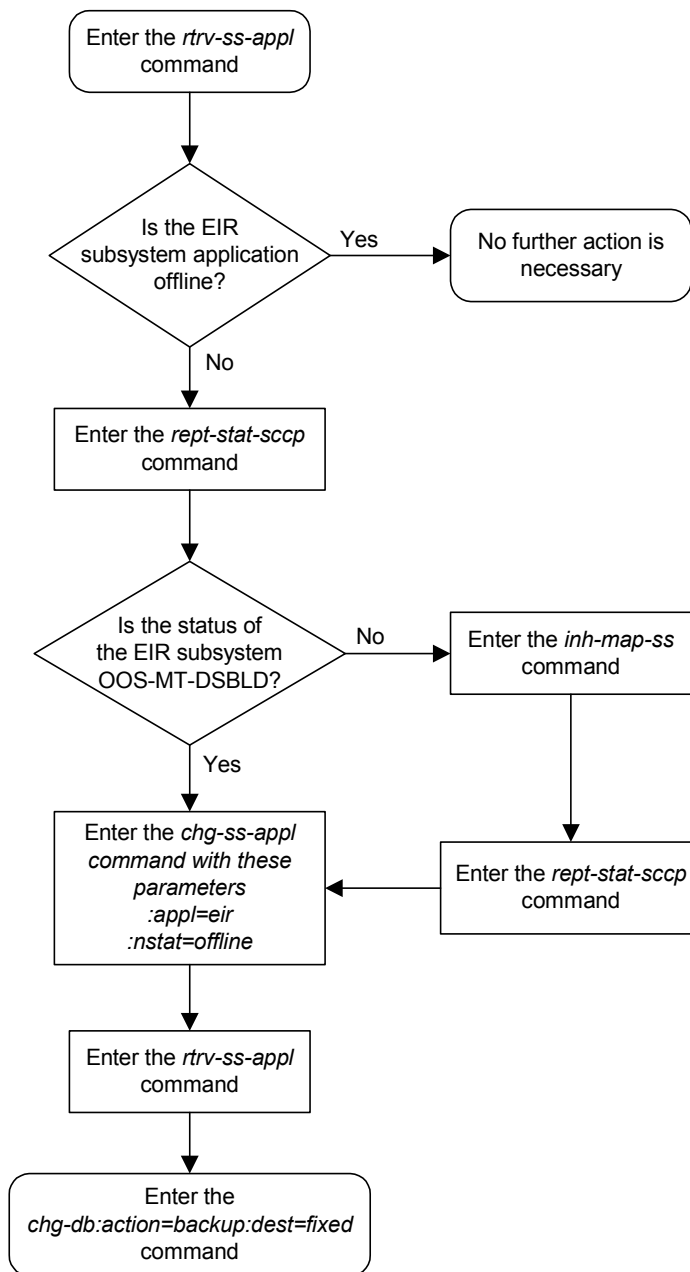 Enter the rtrv-ss-appl
command
Is the EIR
subsystem application
offline?
Yes
No further action is
necessary
No
Enter the rept-stat-sccp
command
Is the status of
the EIR subsystem
OOS-MT-DSBLD?
No
Enter the inh-map-ss
command
Yes
Enter the chg-ss-appl
command with these
parameters
:appl=eir
:nstat=offline
Enter the rept-stat-sccp
command
Enter the rtrv-ss-appl
command
Enter the
chg-db:action=backup:dest=fixed
command